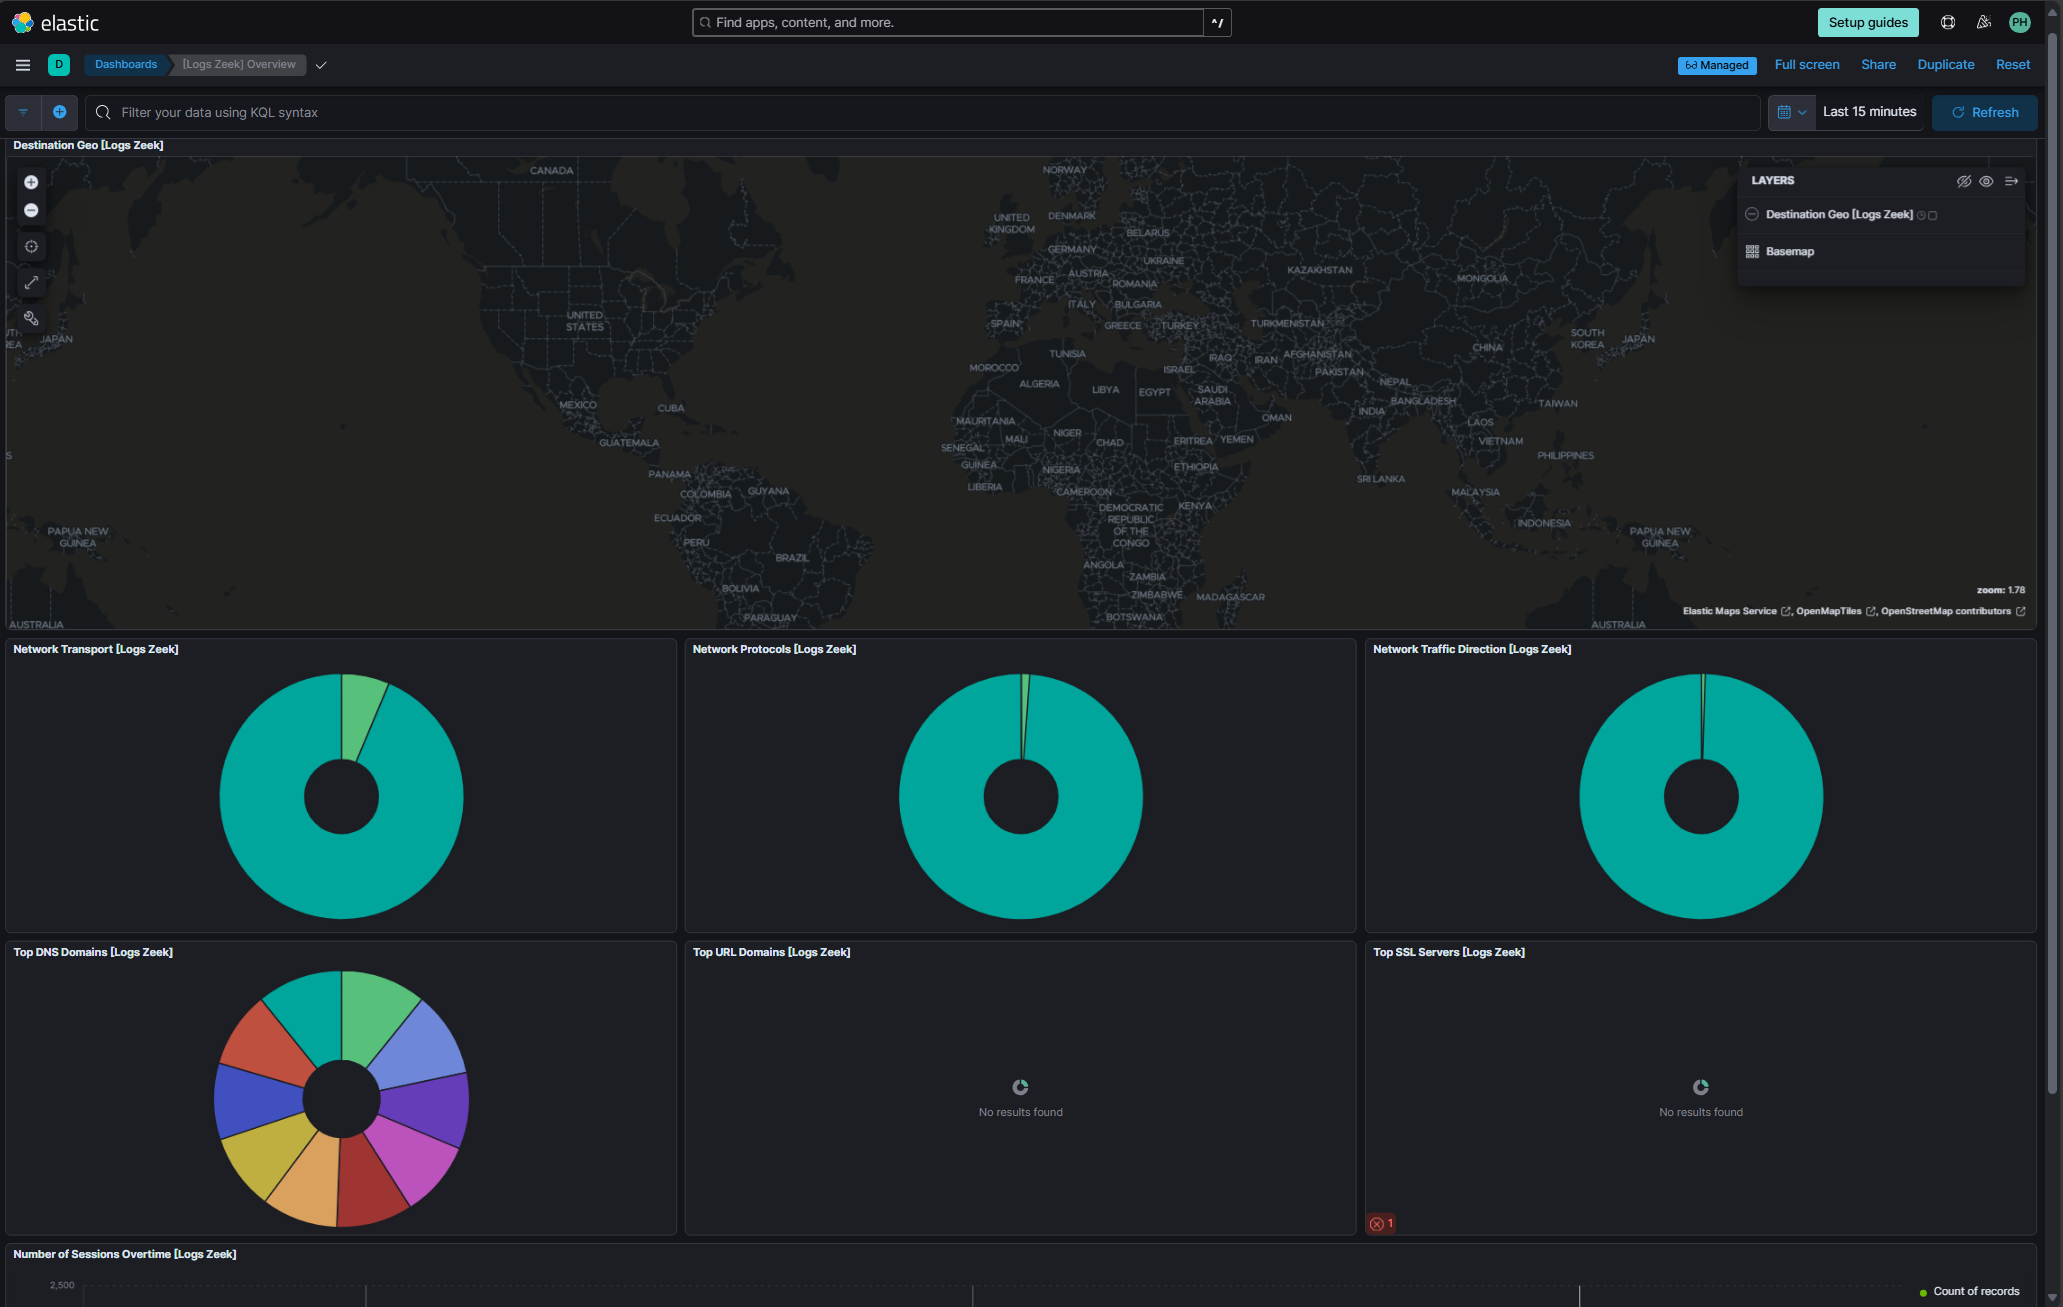 elastic
Find apps, content, and more.
^/
Setup guides
PH
D
Dashboards
[Logs Zeek] Overview
Managed
Full screen
Share
Duplicate
Reset
Filter your data using KQL syntax
Last 15 minutes
Refresh
Destination Geo [Logs Zeek]
LAYERS
Destination Geo [Logs Zeek]
Basemap
CANADA
NORWAY
UNITED KINGDOM
DENMARK
BELARUS
GERMANY
UKRAINE
KAZAKHSTAN
MONGOLIA
FRANCE
AUSTRIA
ROMANIA
ITALY
BULGARIA
UNITED STATES
SPAIN
GREECE
TURKEY
TURKMENISTAN
SOUTH KOREA
JAPAN
JAPAN
CHINA
TUNISIA
IRAQ
IRAN
AFGHANISTAN
MOROCCO
ISRAEL
PAKISTAN
NEPAL
ALGERIA
LIBYA
EGYPT
SAUDI ARABIA
BANGLADESH
MEXICO
CUBA
OMAN
INDIA
TAIWAN
MAURITANIA
LAOS
GUATEMALA
MALI
NIGER
CHAD
ERITREA
YEMEN
VIETNAM
SENEGAL
PHILIPPINES
GUINEA
NIGERIA
ETHIOPIA
PANAMA
SRI LANKA
LIBERIA
CAMEROON
COLOMBIA
GUYANA
MALAYSIA
DEMOCRATIC REPUBLIC OF THE CONGO
KENYA
ECUADOR
INDONESIA
PAPUA NEW GUINEA
PAPUA NEW GUINEA
PERU
BRAZIL
ANGOLA
ZAMBIA
BOLIVIA
ZIMBABWE
MADAGASCAR
PARAGUAY
BOTSWANA
AUSTRALIA
AUSTRALIA
zoom: 1.78
Elastic Maps Service , OpenMapTiles , OpenStreetMap contributors
Network Transport [Logs Zeek]
Network Protocols [Logs Zeek]
Network Traffic Direction [Logs Zeek]
Top DNS Domains [Logs Zeek]
Top URL Domains [Logs Zeek]
Top SSL Servers [Logs Zeek]
No results found
No results found
1
Number of Sessions Overtime [Logs Zeek]
2,500
Count of records